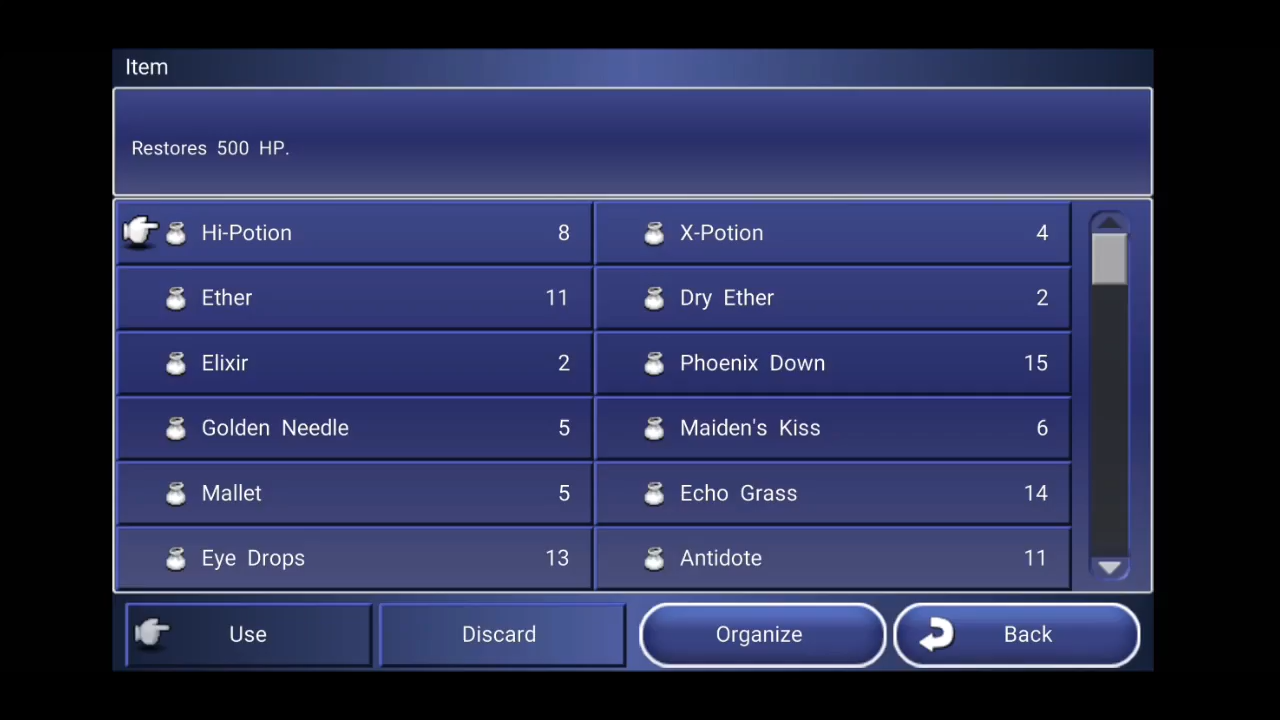 Item
Restores 500 HP.
Hi-Potion 8 X-Potion 4
Ether 11 Dry Ether 2
Elixir 2 Phoenix Down 15
Golden Needle 5 Maiden's Kiss 6
Mallet 5 Echo Grass 14
Eye Drops 13 Antidote 11
Use Discard Organize Back